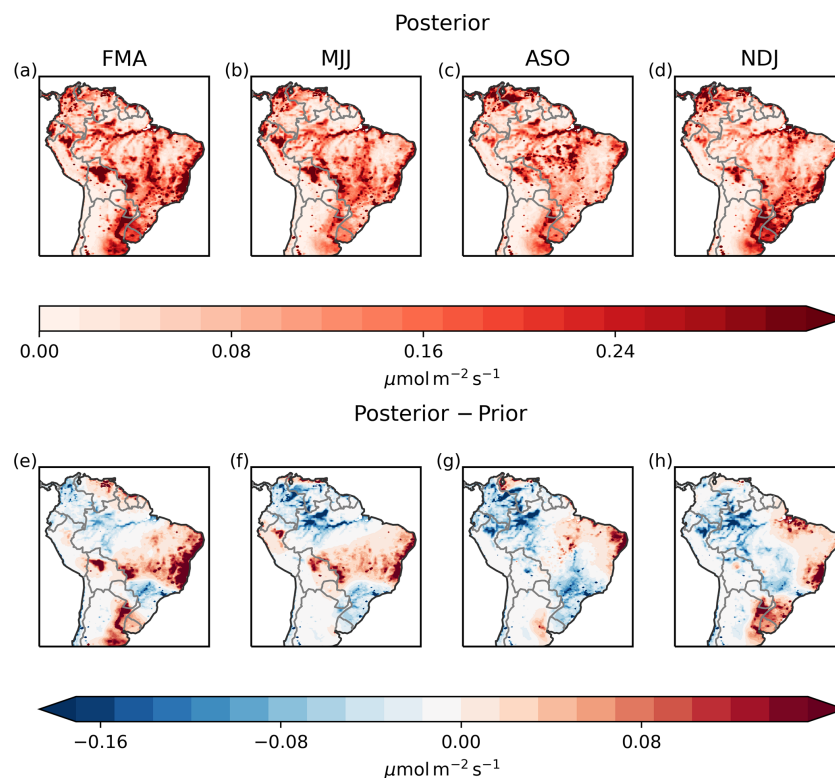 Posterior
FMA MJJ ASO NDJ
(a) (b) (c) (d)
0.00 0.08 0.16 0.24
μmol m⁻² s⁻¹
Posterior − Prior
(e) (f) (g) (h)
−0.16 −0.08 0.00 0.08
μmol m⁻² s⁻¹